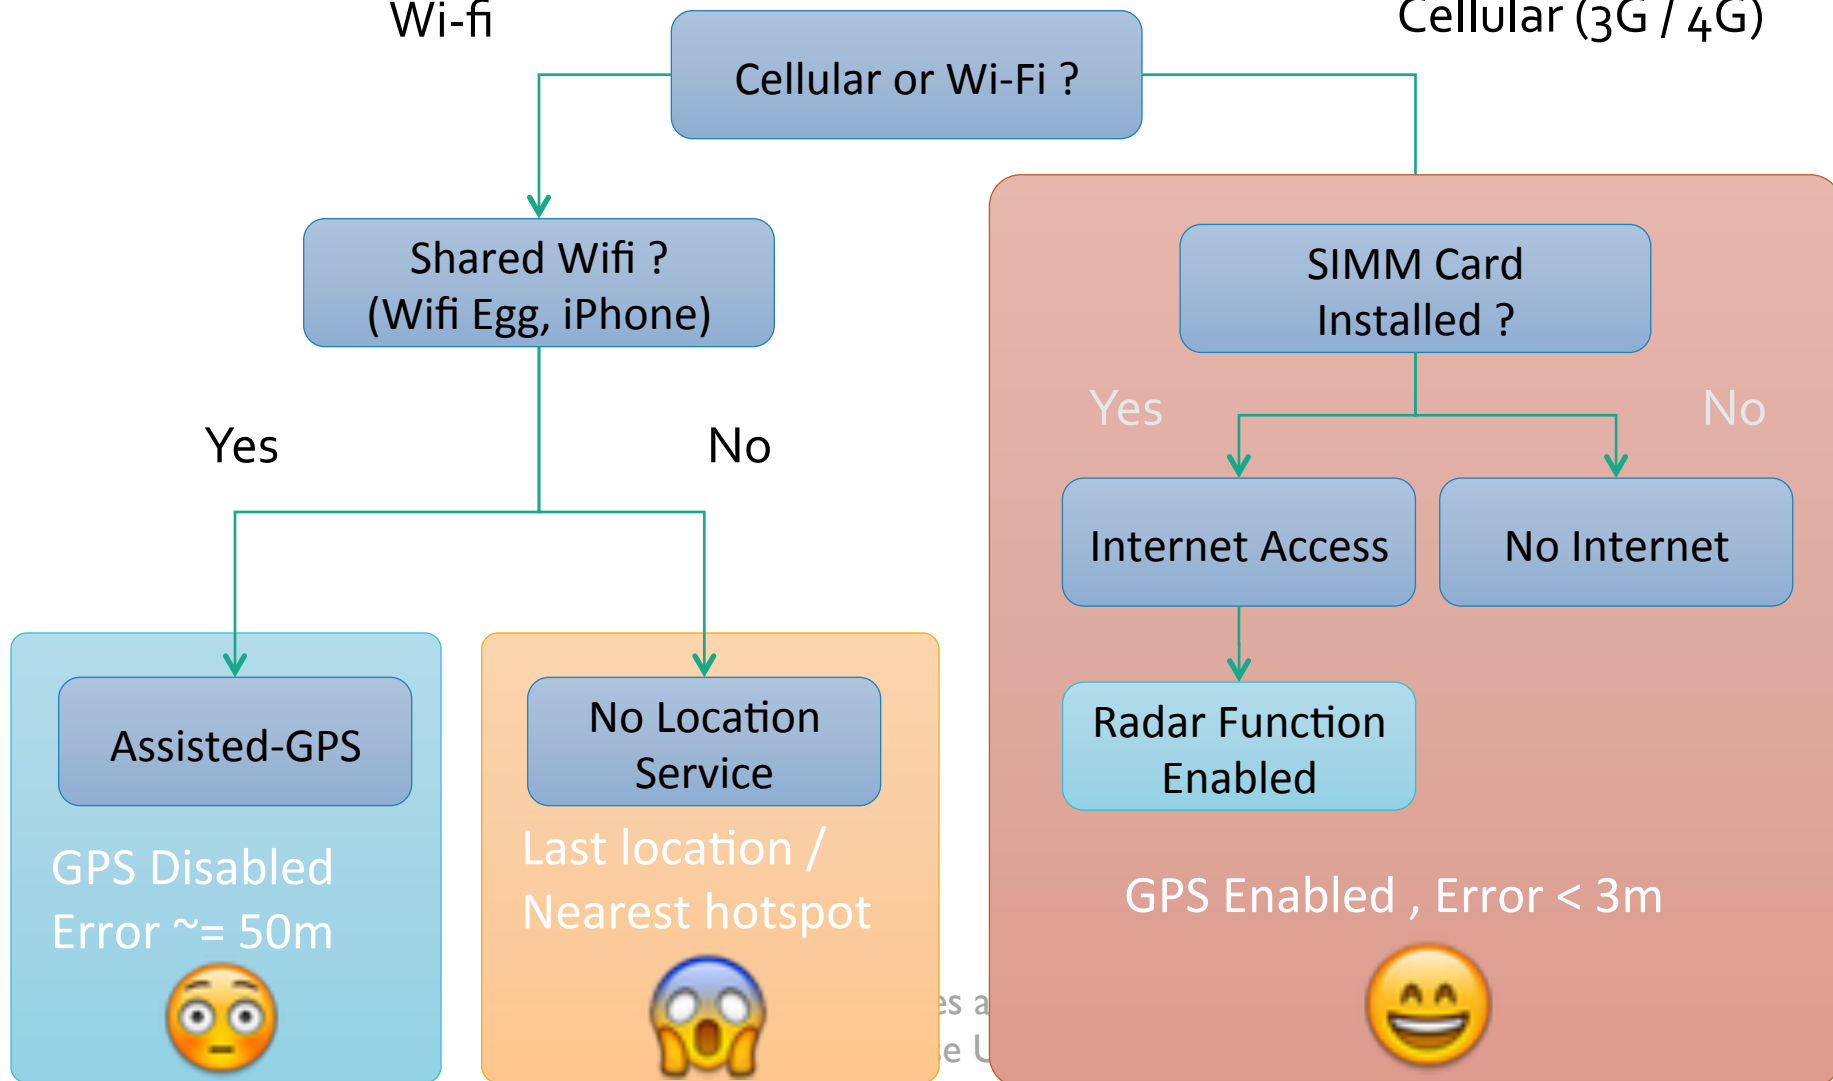 Wi-fi
Cellular (3G / 4G)
Cellular or Wi-Fi ?
Shared Wifi ?
(Wifi Egg, iPhone)
SIMM Card
Installed ?
Yes
No
Yes
No
Internet Access
No Internet
Assisted-GPS
No Location
Service
Radar Function
Enabled
GPS Disabled
Error ~= 50m
Last location /
Nearest hotspot
GPS Enabled , Error < 3m